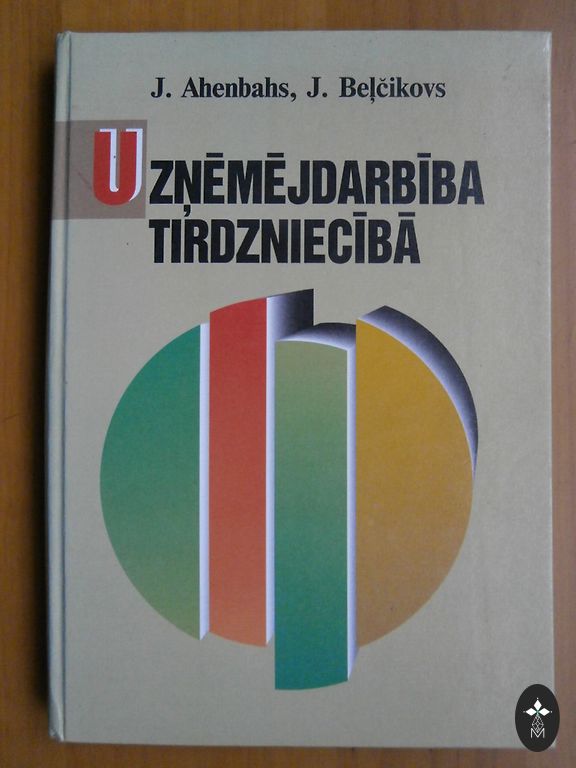 J. Ahenbahs, J. Beļčikovs
UZŅĒMĒJDARBĪBA
TIRDZNIECĪBĀ
M